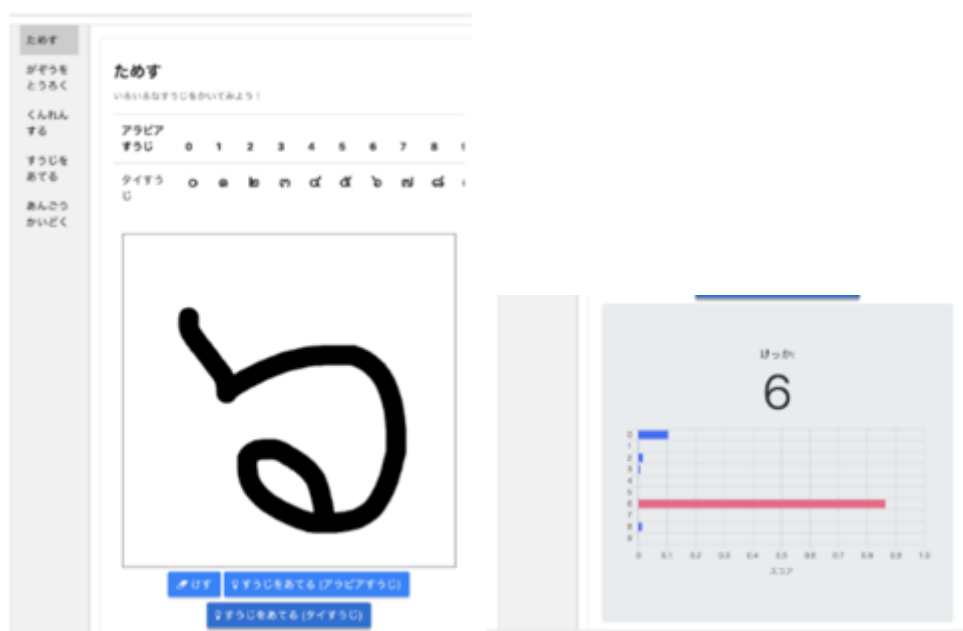 ためす
がぞうを
とうろく
くんれん
する
すうじを
あてる
あんごう
かいどく
ためす
いろいろなすうじをかいてみよう！
アラビア
すうじ 0 1 2 3 4 5 6 7 8
タイすう
じ ๐ ๑ ๒ ๓ ๔ ๕ ๖ ๗ ๘
๖
けす
すうじをあてる (アラビアすうじ)
すうじをあてる (タイすうじ)
けっか:
6
0
1
2
3
4
5
6
7
8
9
0 0.1 0.2 0.3 0.4 0.5 0.6 0.7 0.8 0.9 1.0
スコア